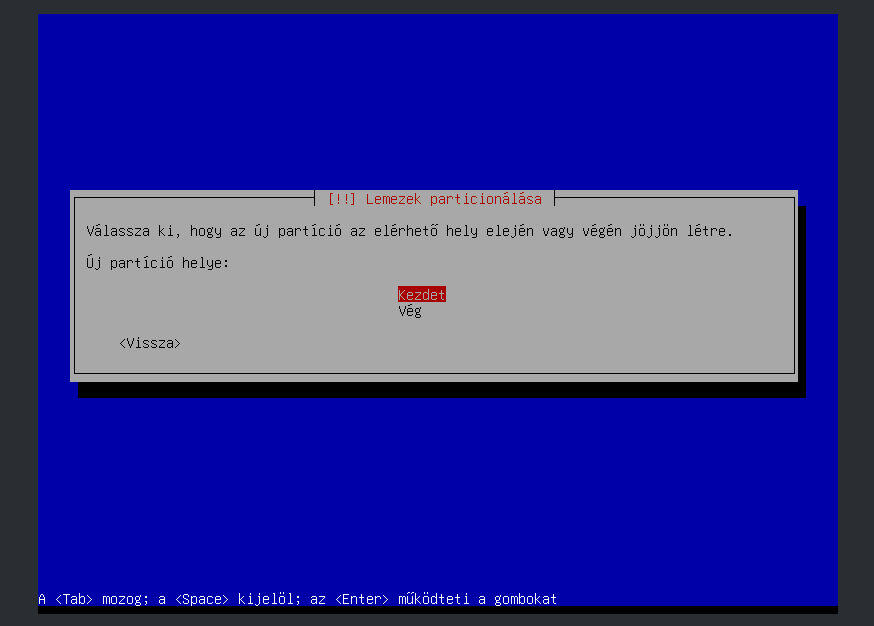 [!!] Lemezek particionálása
Válassza ki, hogy az új partíció az elérhető hely elején vagy végén jöjjön létre.
Új partíció helye:
Kezdet
Vég
<Vissza>
A <Tab> mozog; a <Space> kijelöl; az <Enter> működteti a gombokat